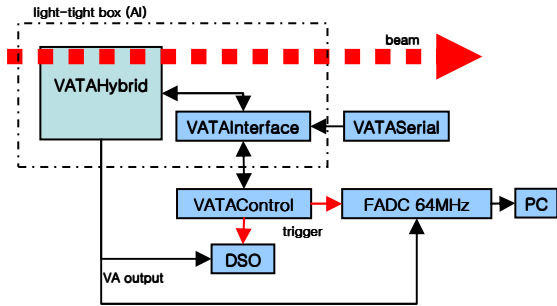 light-tight box (Al)
beam
VATAHybrid
VATAInterface
VATASerial
VATAControl
FADC 64MHz
PC
trigger
DSO
VA output